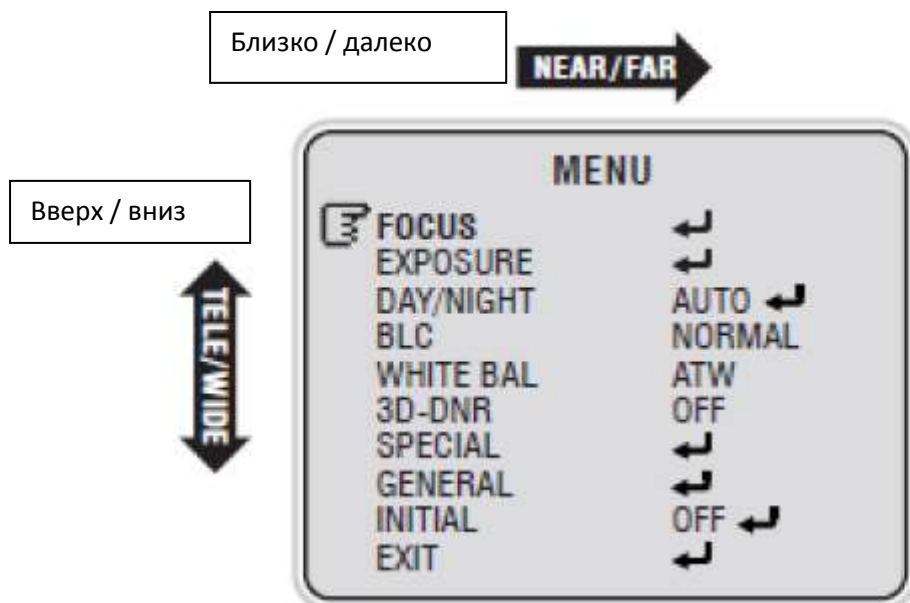 Близко / далеко
NEAR/FAR
MENU
Вверх / вниз
TELE/WIDE
FOCUS ↵
EXPOSURE ↵
DAY/NIGHT AUTO ↵
BLC NORMAL
WHITE BAL ATW
3D-DNR OFF
SPECIAL ↵
GENERAL ↵
INITIAL OFF ↵
EXIT ↵